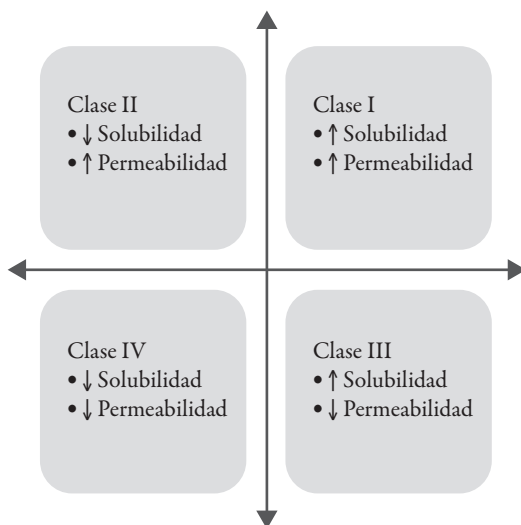 Clase II
• ↓ Solubilidad
• ↑ Permeabilidad
Clase I
• ↑ Solubilidad
• ↑ Permeabilidad
Clase IV
• ↓ Solubilidad
• ↓ Permeabilidad
Clase III
• ↑ Solubilidad
• ↓ Permeabilidad